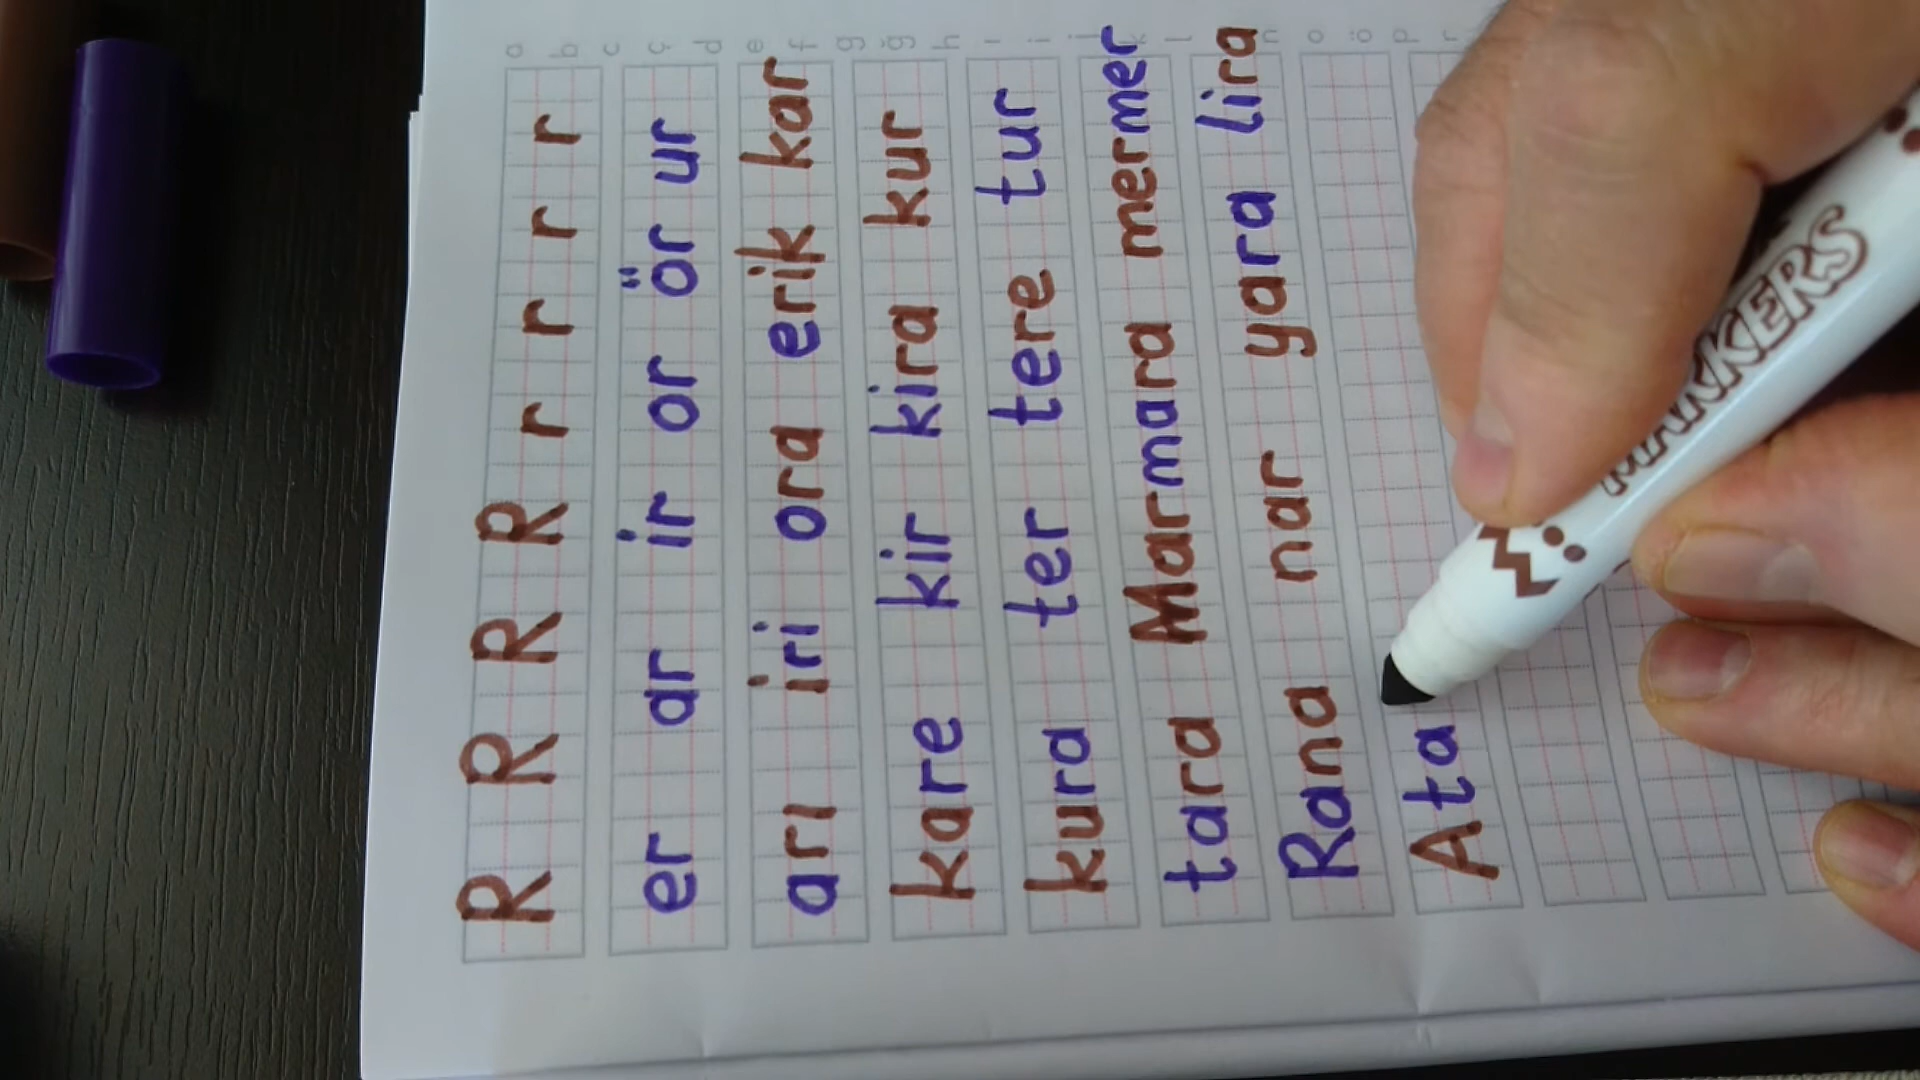 R R R R r r r r
er ar ir or ör ur
arı iri ora erik kar
kare kir kira kur
kura ter tere tur
tara Marmara mermer
Rana nar yara lira
Ata
a b c ç d e f g ğ h ı i j k l n o ö p r
MARKERS